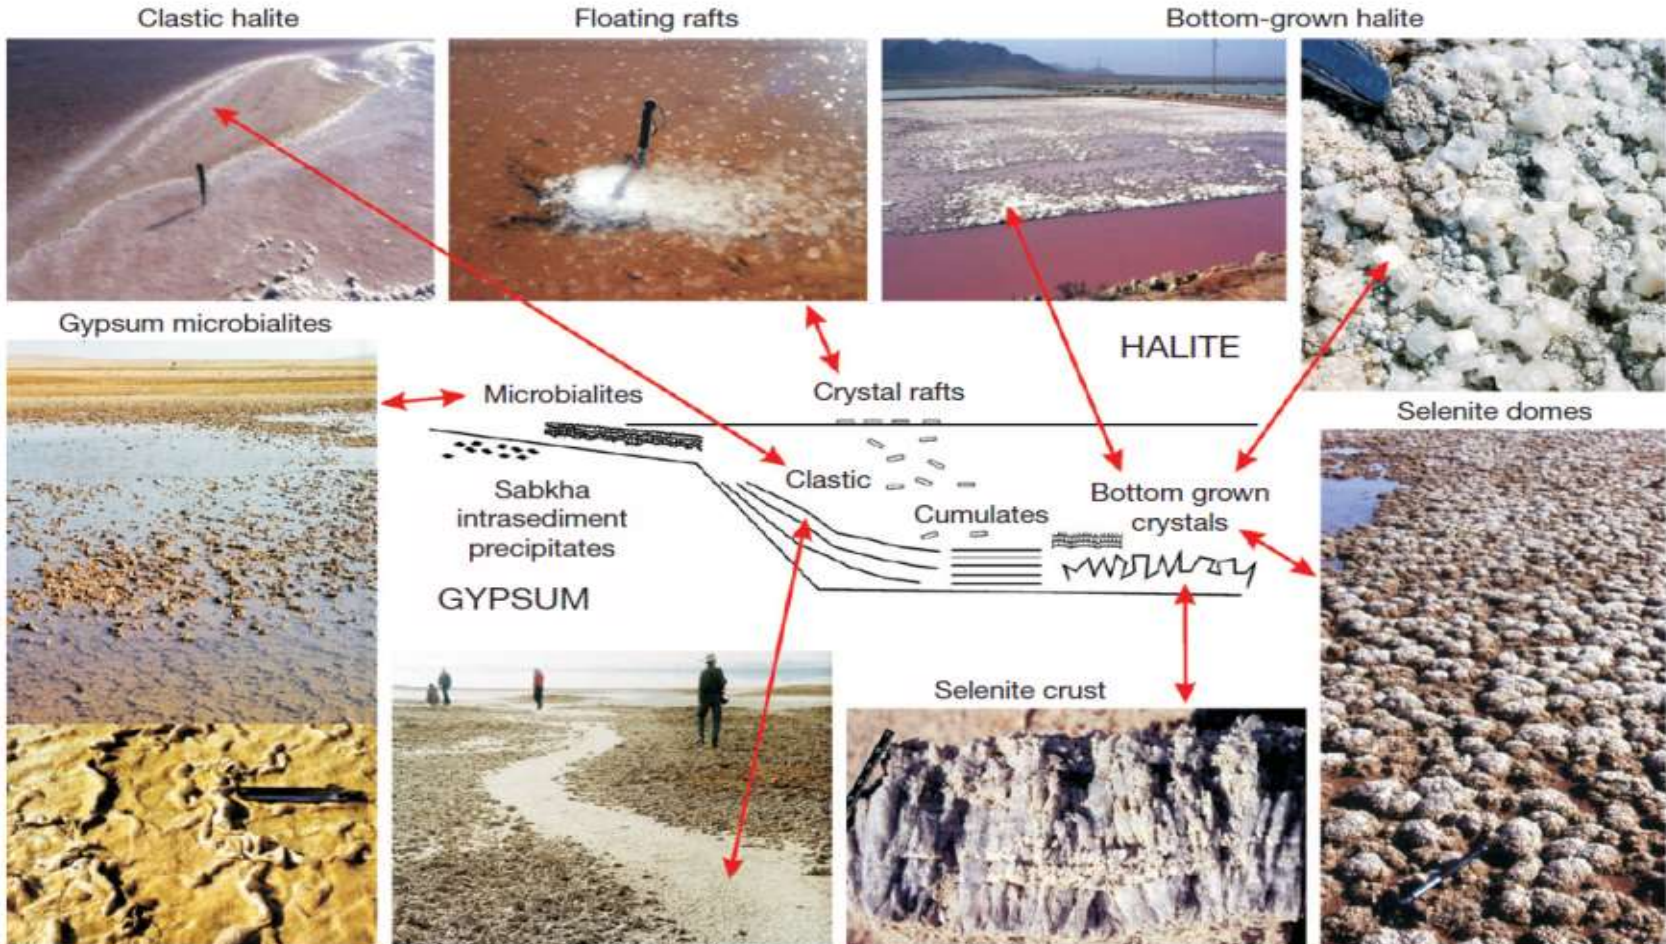 Clastic halite
Floating rafts
Bottom-grown halite
Gypsum microbialites
HALITE
Microbialites
Crystal rafts
Selenite domes
Clastic
Sabkha
intrasediment
precipitates
Bottom grown
crystals
Cumulates
GYPSUM
Selenite crust